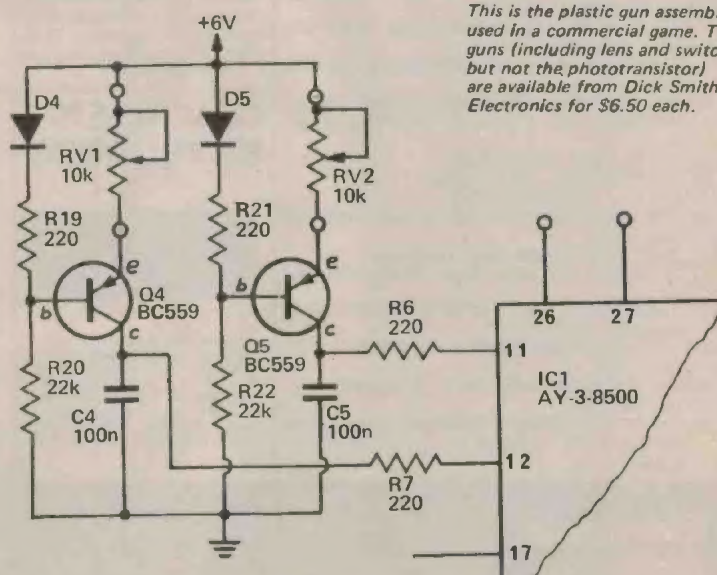 This is the plastic gun assemb
used in a commercial game. T
guns (including lens and switc
but not the phototransistor)
are available from Dick Smith
Electronics for $6.50 each.
+6V
D4
D5
RV1
10k
RV2
10k
R19
220
R21
220
e
b
c
Q4
BC559
e
b
c
Q5
BC559
R6
220
26
27
11
IC1
AY-3-8500
R20
22k
C4
100n
R22
22k
C5
100n
12
R7
220
17